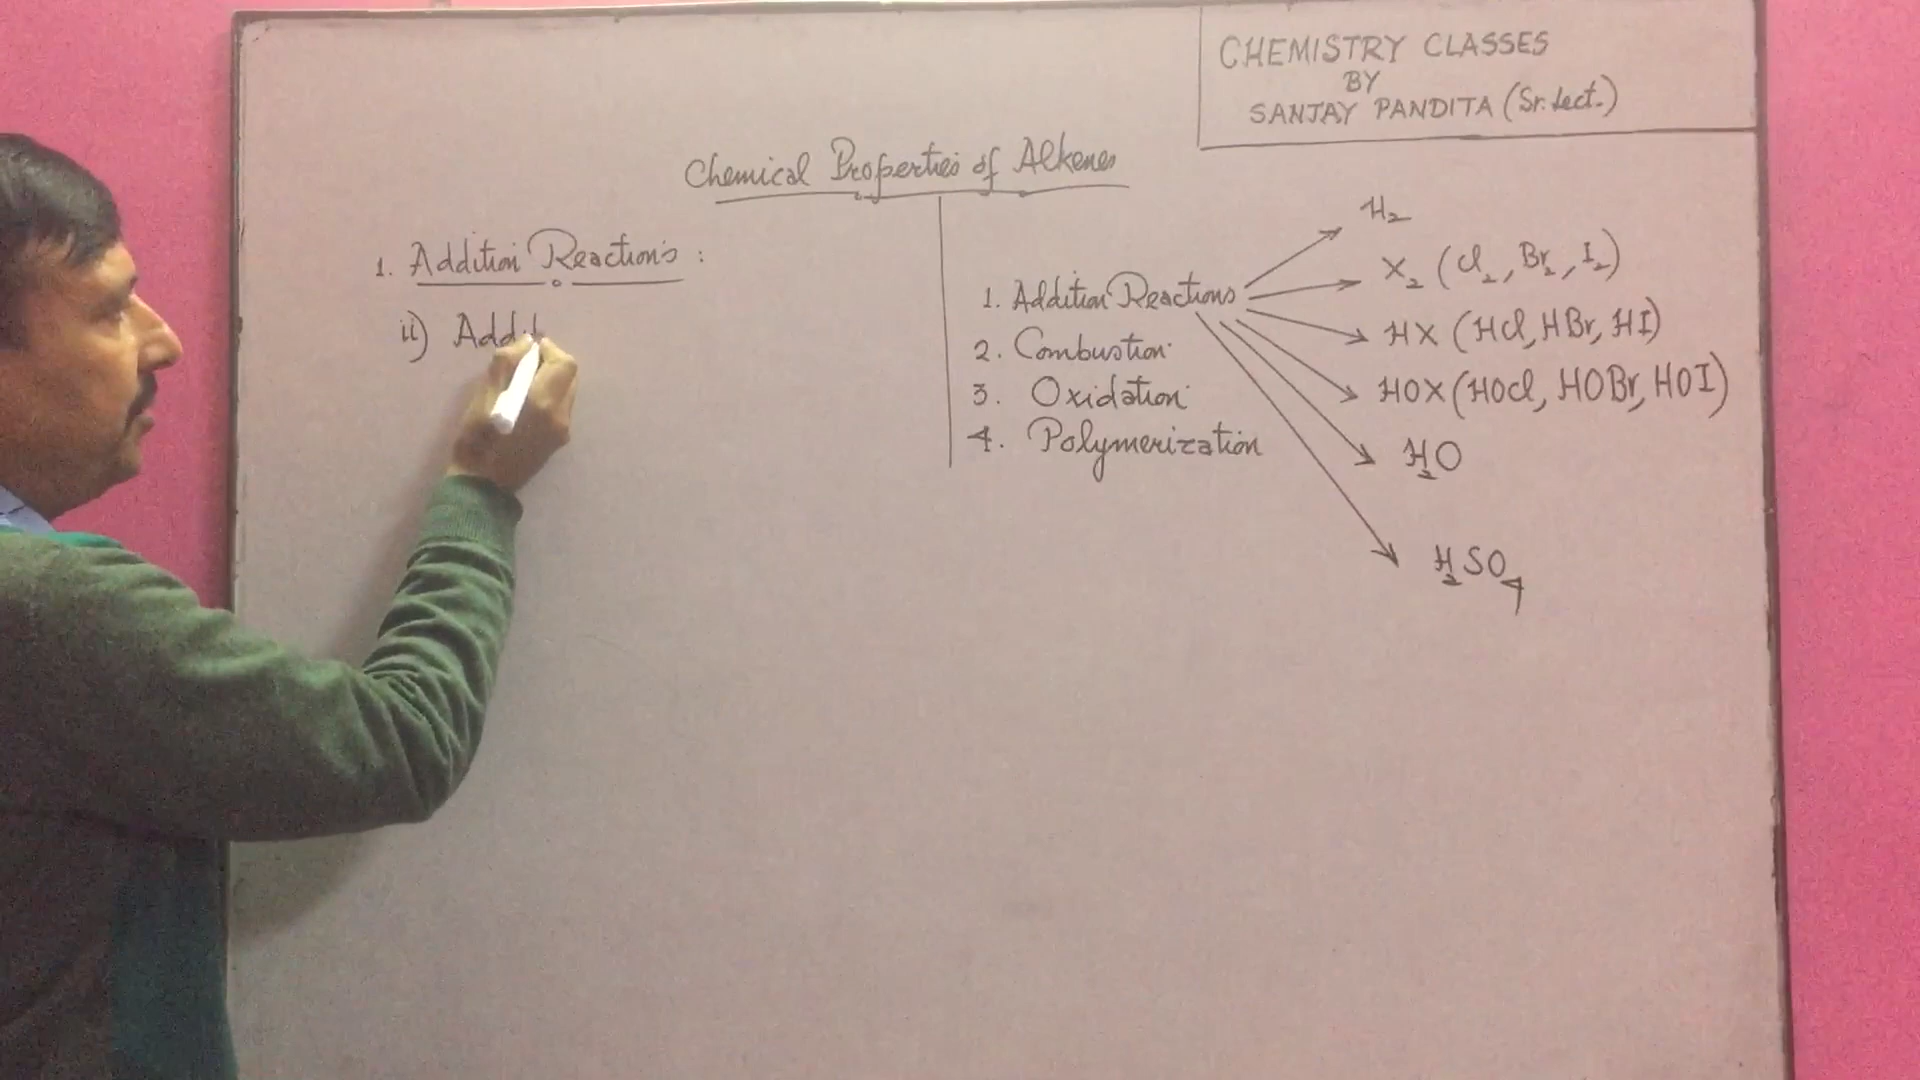 CHEMISTRY CLASSES
BY
SANJAY PANDITA (Sr. Lect.)
Chemical Properties of Alkenes
1. Addition Reactions :
ii) Addit
1. Addition Reactions
2. Combustion
3. Oxidation
4. Polymerization
H₂
X₂ (Cl₂, Br₂, I₂)
HX (HCl, HBr, HI)
HOX (HOCl, HOBr, HOI)
H₂O
H₂SO₄